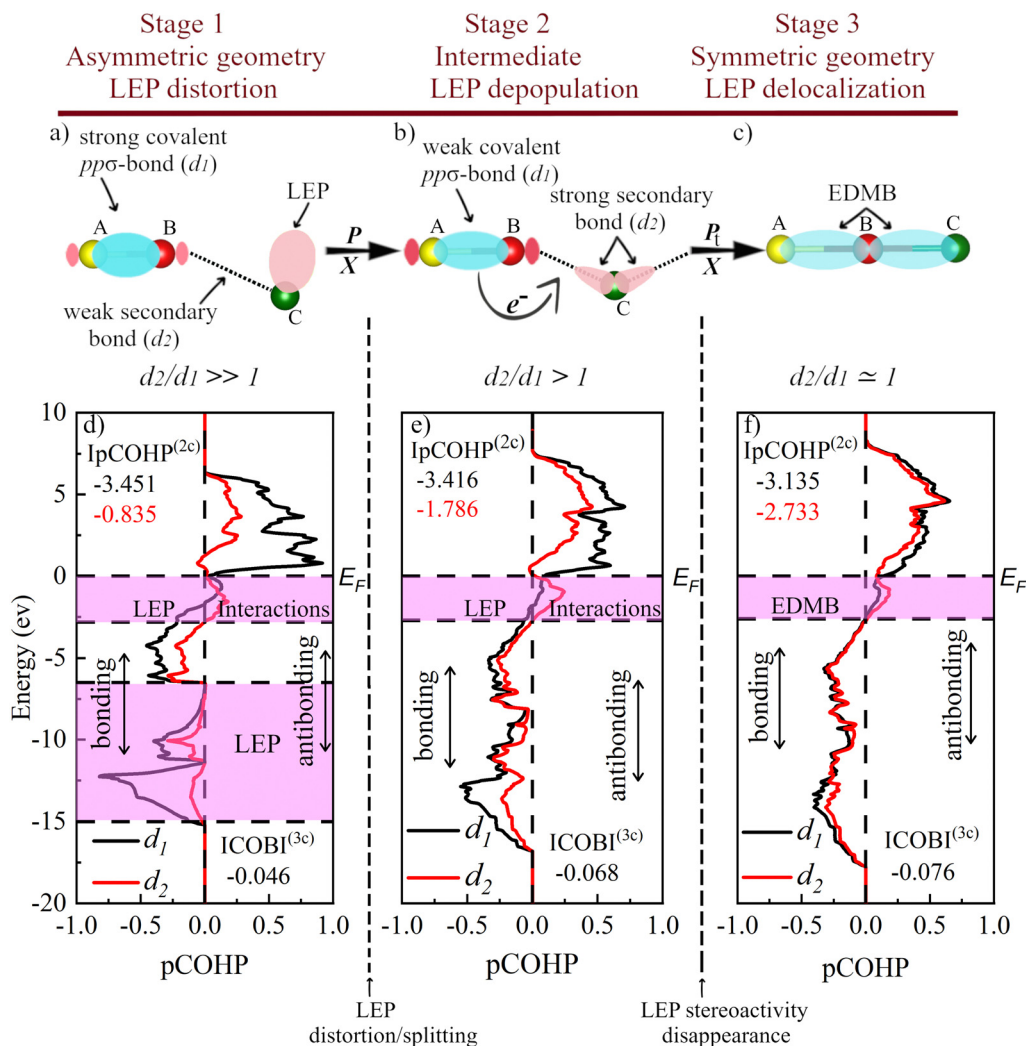 Stage 1
Asymmetric geometry
LEP distortion
Stage 2
Intermediate
LEP depopulation
Stage 3
Symmetric geometry
LEP delocalization
a)
strong covalent
ppσ-bond (d1)
LEP
A
B
C
weak secondary
bond (d2)
P
X
b)
weak covalent
ppσ-bond (d1)
strong secondary
bond (d2)
A
B
C
e-
Pt
X
c)
EDMB
A
B
C
d2/d1 >> 1
d2/d1 > 1
d2/d1 ≃ 1
Energy (ev)
10
5
0
-5
-10
-15
-20
d)
IpCOHP(2c)
-3.451
-0.835
EF
LEP
Interactions
bonding
antibonding
LEP
d1
d2
ICOBI(3c)
-0.046
-1.0
-0.5
0.0
0.5
1.0
pCOHP
e)
IpCOHP(2c)
-3.416
-1.786
EF
LEP
Interactions
bonding
antibonding
d1
d2
ICOBI(3c)
-0.068
-1.0
-0.5
0.0
0.5
1.0
pCOHP
f)
IpCOHP(2c)
-3.135
-2.733
EF
EDMB
bonding
antibonding
d1
d2
ICOBI(3c)
-0.076
-1.0
-0.5
0.0
0.5
1.0
pCOHP
LEP
distortion/splitting
LEP stereoactivity
disappearance